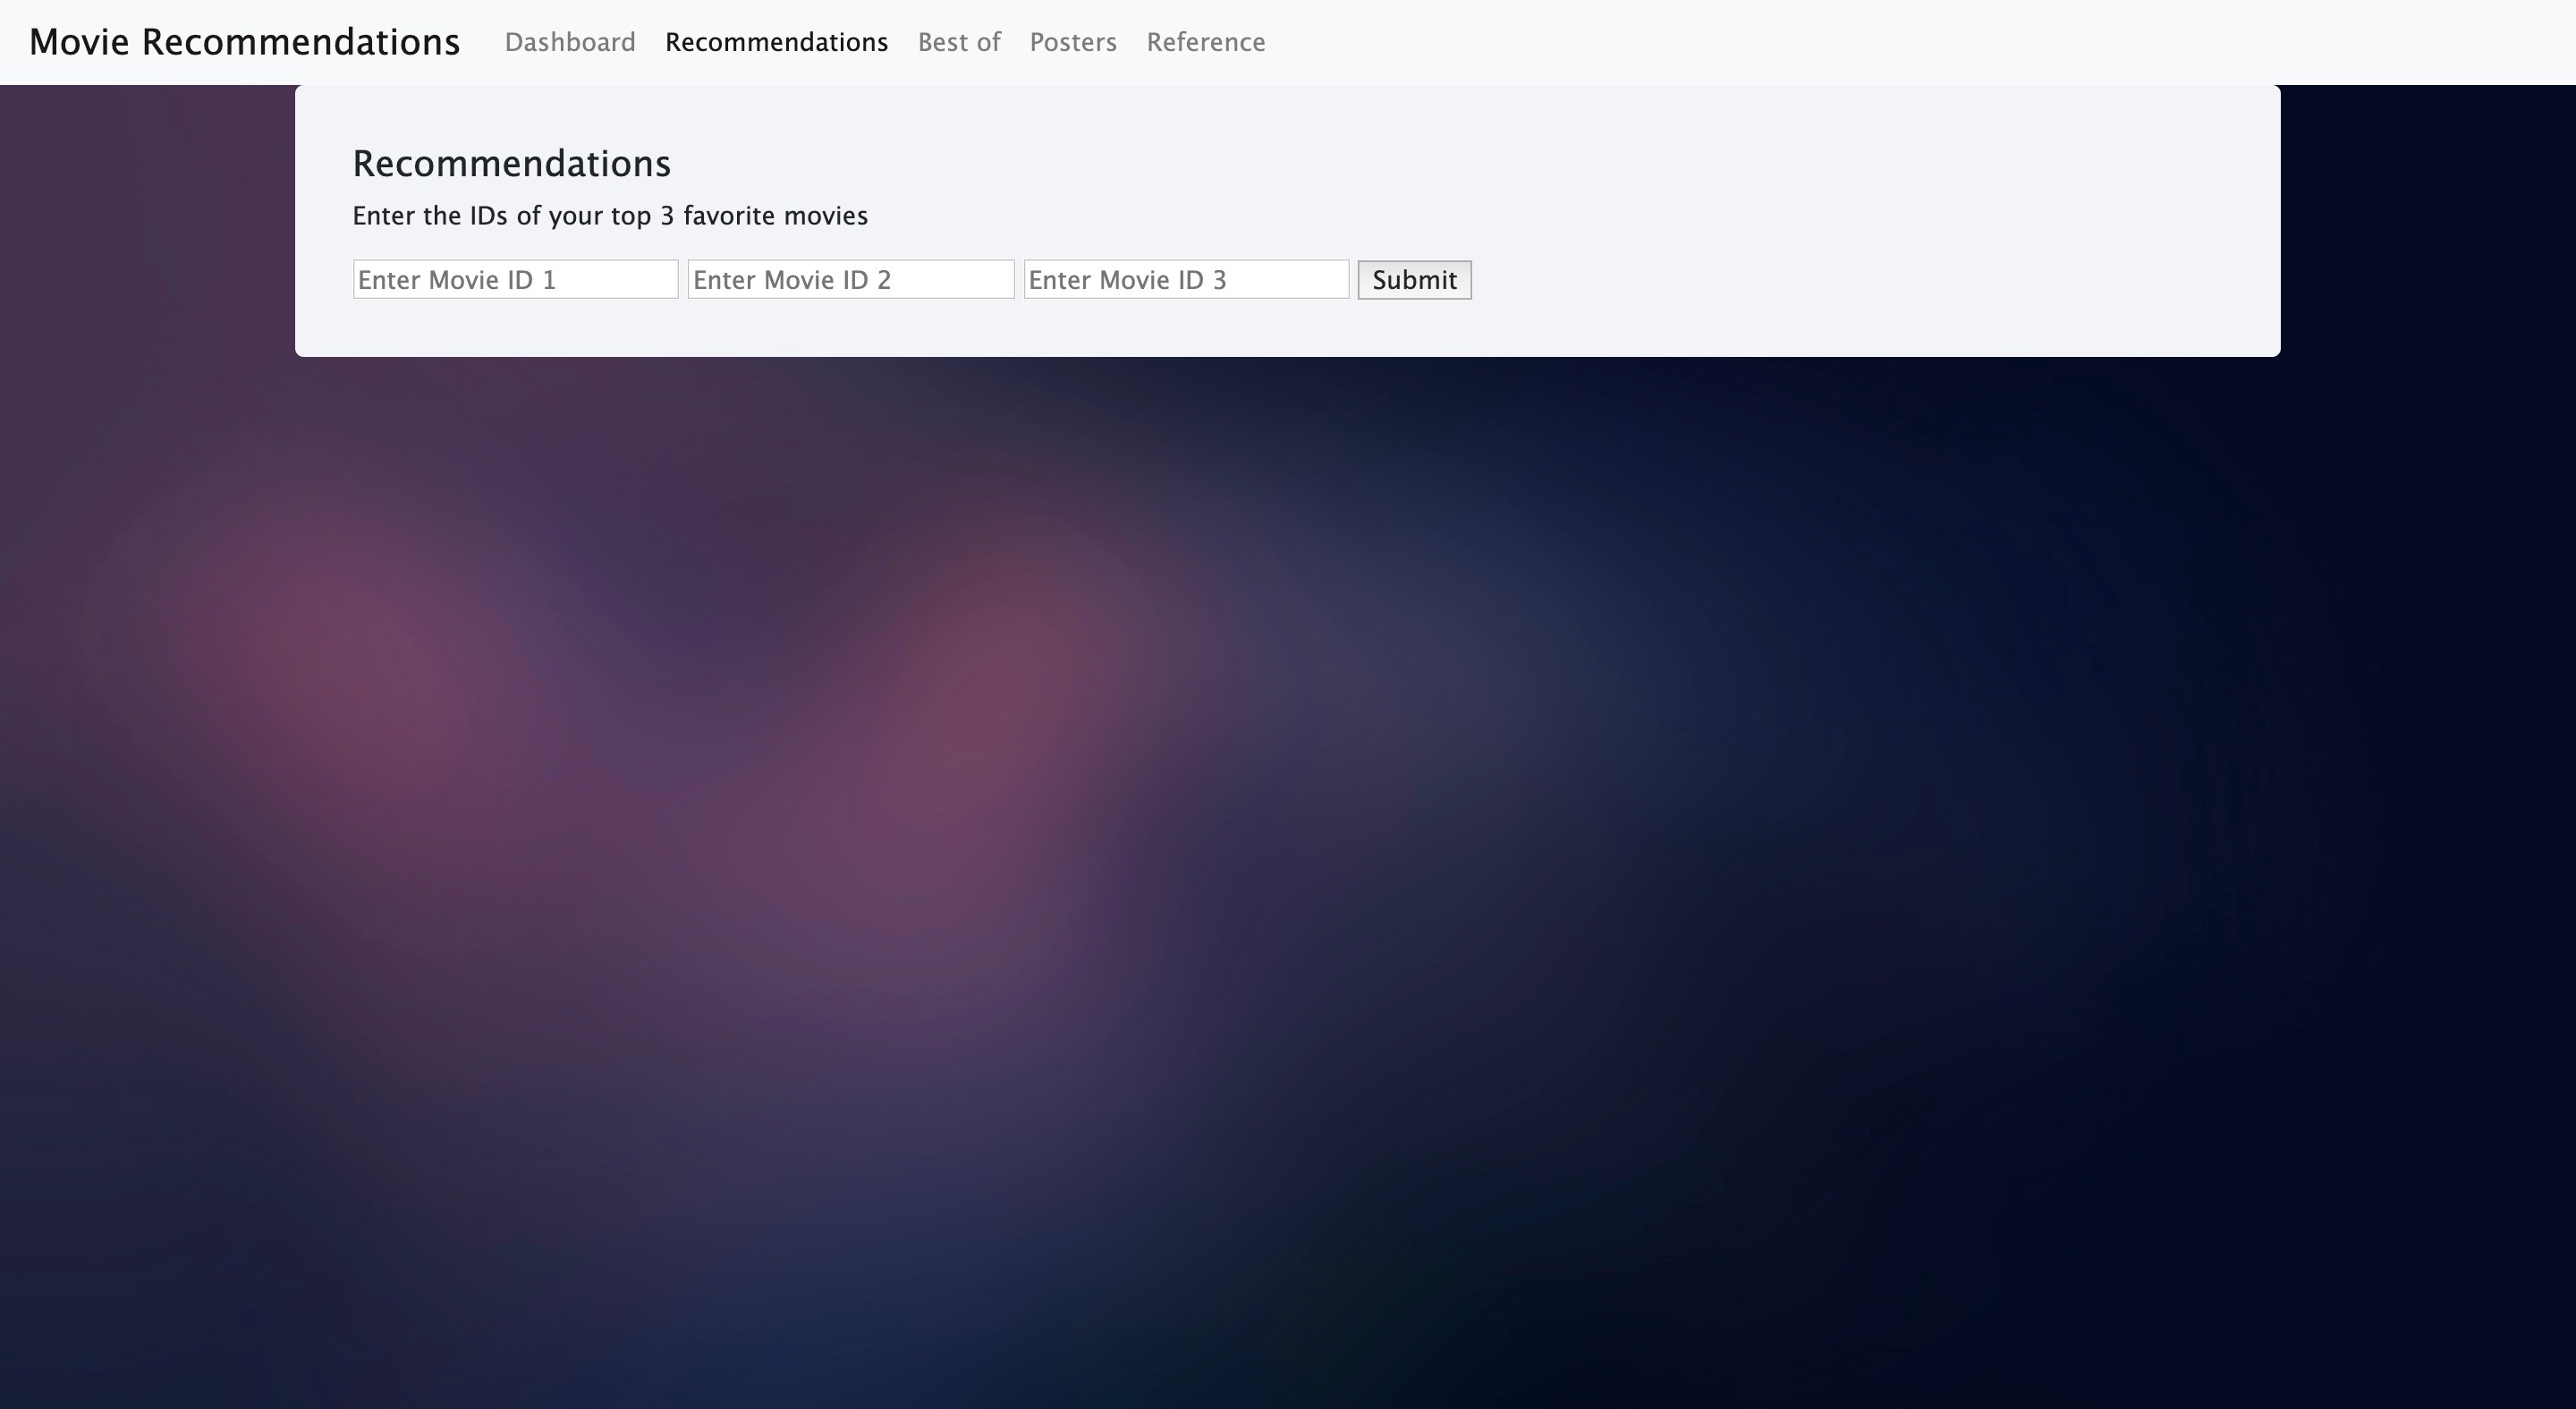 Movie Recommendations Dashboard Recommendations Best of Posters Reference
Recommendations
Enter the IDs of your top 3 favorite movies
Enter Movie ID 1 Enter Movie ID 2 Enter Movie ID 3 Submit